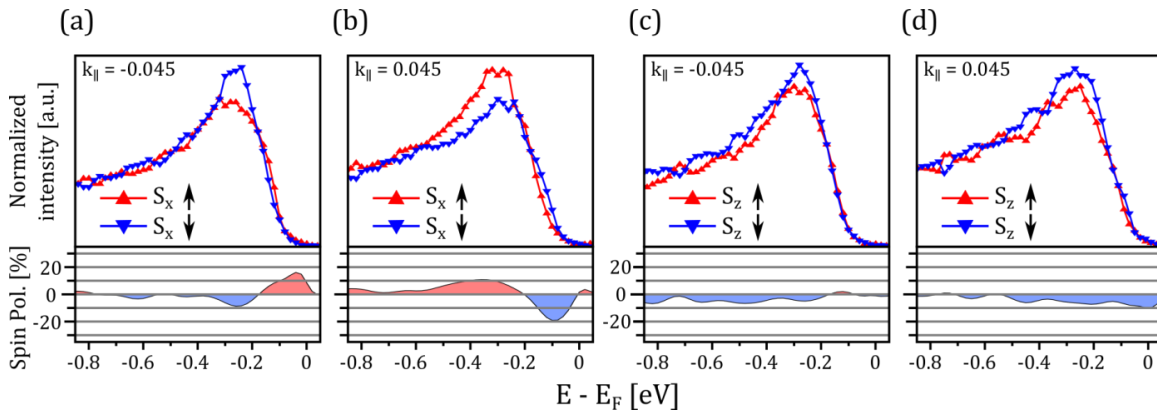 (a) (b) (c) (d)
k∥ = -0.045 k∥ = 0.045 k∥ = -0.045 k∥ = 0.045
Normalized
intensity [a.u.]
Sx Sx Sz Sz
Sx Sx Sz Sz
Spin Pol. [%]
20
0
-20
-0.8 -0.6 -0.4 -0.2 0 -0.8 -0.6 -0.4 -0.2 0 -0.8 -0.6 -0.4 -0.2 0 -0.8 -0.6 -0.4 -0.2 0
20
0
-20
E - EF [eV]